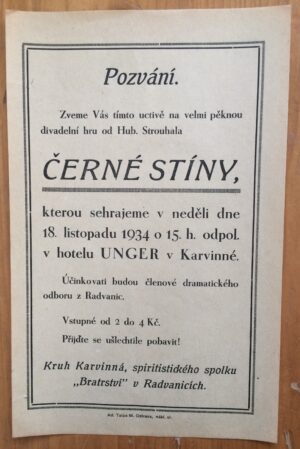 Pozvání.
Zveme Vás tímto uctivě na velmi pěknou
divadelní hru od Hub. Strouhala
ČERNÉ STÍNY,
kterou sehrajeme v neděli dne
18. listopadu 1934 o 15. h. odpol.
v hotelu UNGER v Karvinné.
Účinkovati budou členové dramatického
odboru z Radvanic.
Vstupné od 2 do 4 Kč.
Přijďte se ušlechtile pobavit!
Kruh Karvinná, spiritistického spolku
„Bratrství" v Radvanicích.
M. Ostrava,